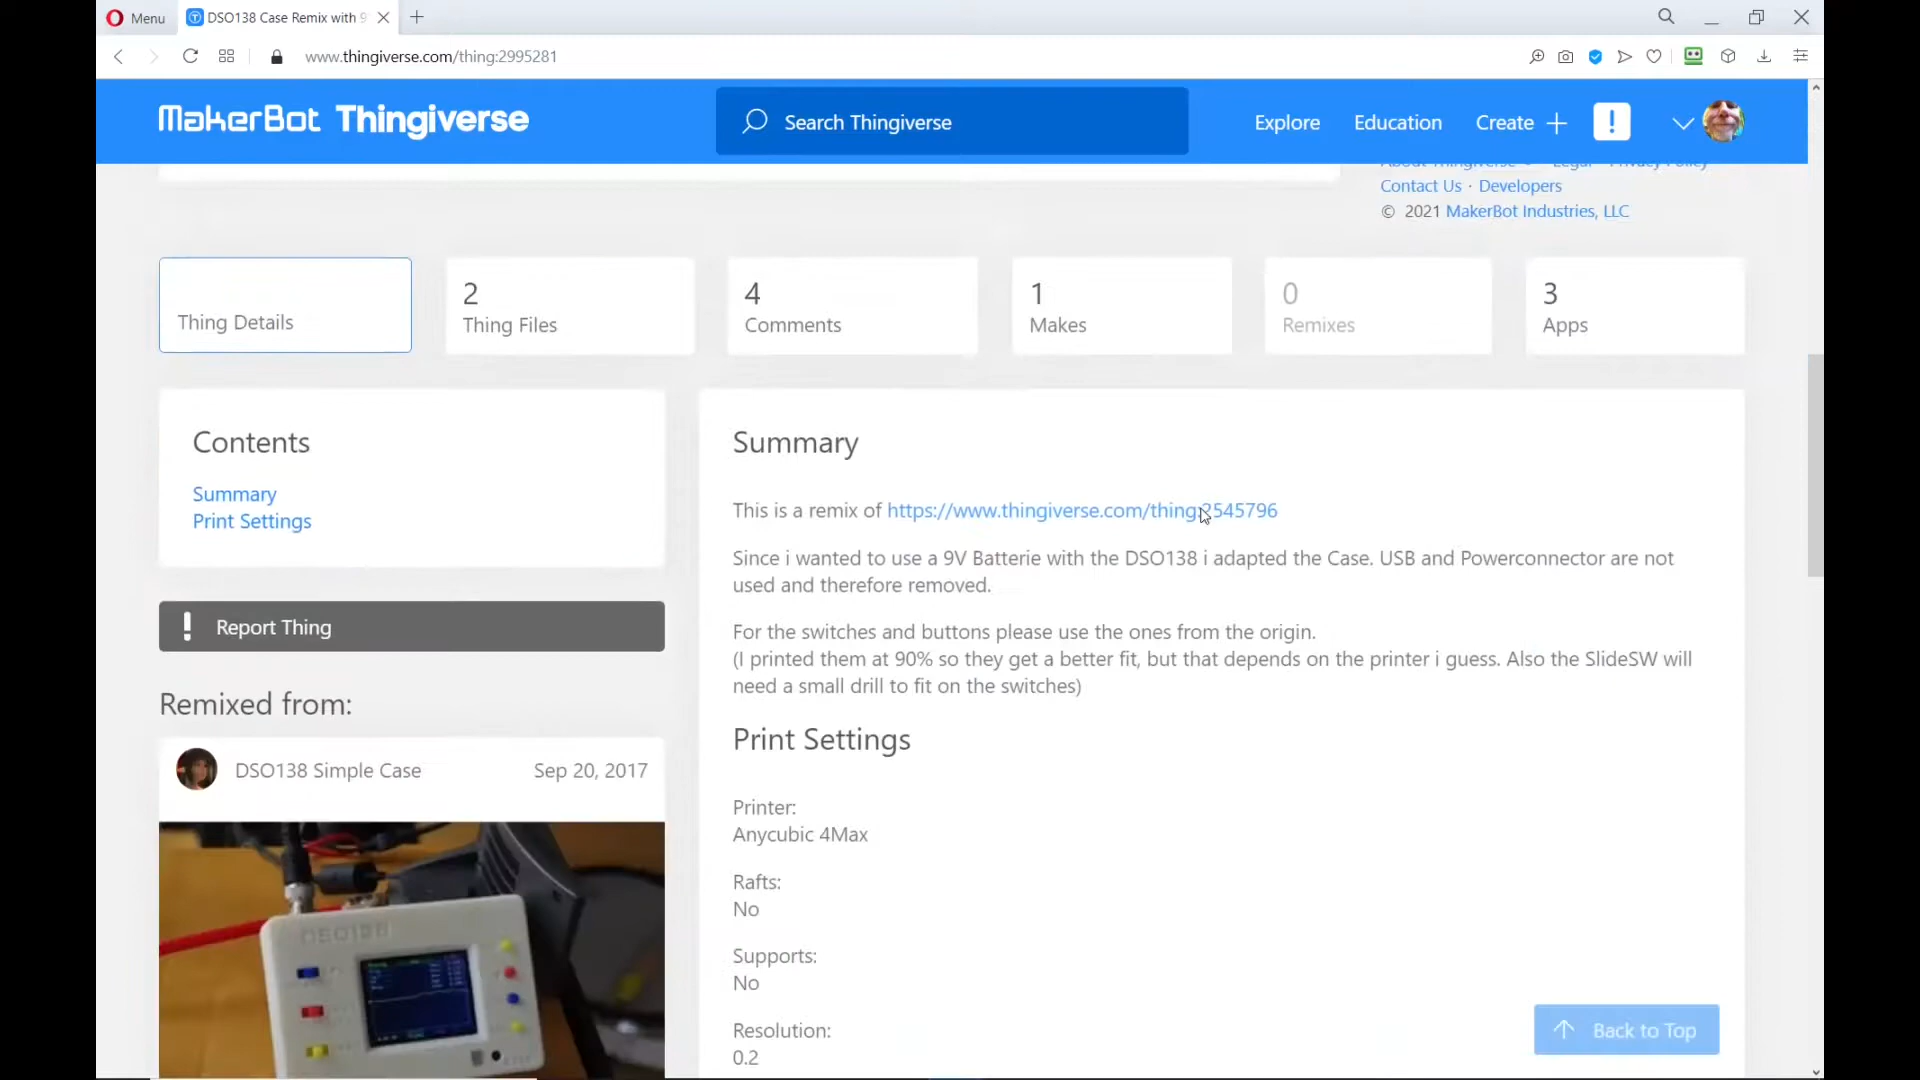 Menu
DSO138 Case Remix with 9
www.thingiverse.com/thing:2995281
MakerBot Thingiverse
Search Thingiverse
Explore
Education
Create
About Thingiverse · Legal · Privacy Policy
Contact Us · Developers
© 2021 MakerBot Industries, LLC
Thing Details
2
Thing Files
4
Comments
1
Makes
0
Remixes
3
Apps
Contents
Summary
Print Settings
Report Thing
Remixed from:
DSO138 Simple Case
Sep 20, 2017
DSO138
Summary
This is a remix of https://www.thingiverse.com/thing:2545796
Since i wanted to use a 9V Batterie with the DSO138 i adapted the Case. USB and Powerconnector are not
used and therefore removed.
For the switches and buttons please use the ones from the origin.
(I printed them at 90% so they get a better fit, but that depends on the printer i guess. Also the SlideSW will
need a small drill to fit on the switches)
Print Settings
Printer:
Anycubic 4Max
Rafts:
No
Supports:
No
Resolution:
0.2
Back to Top